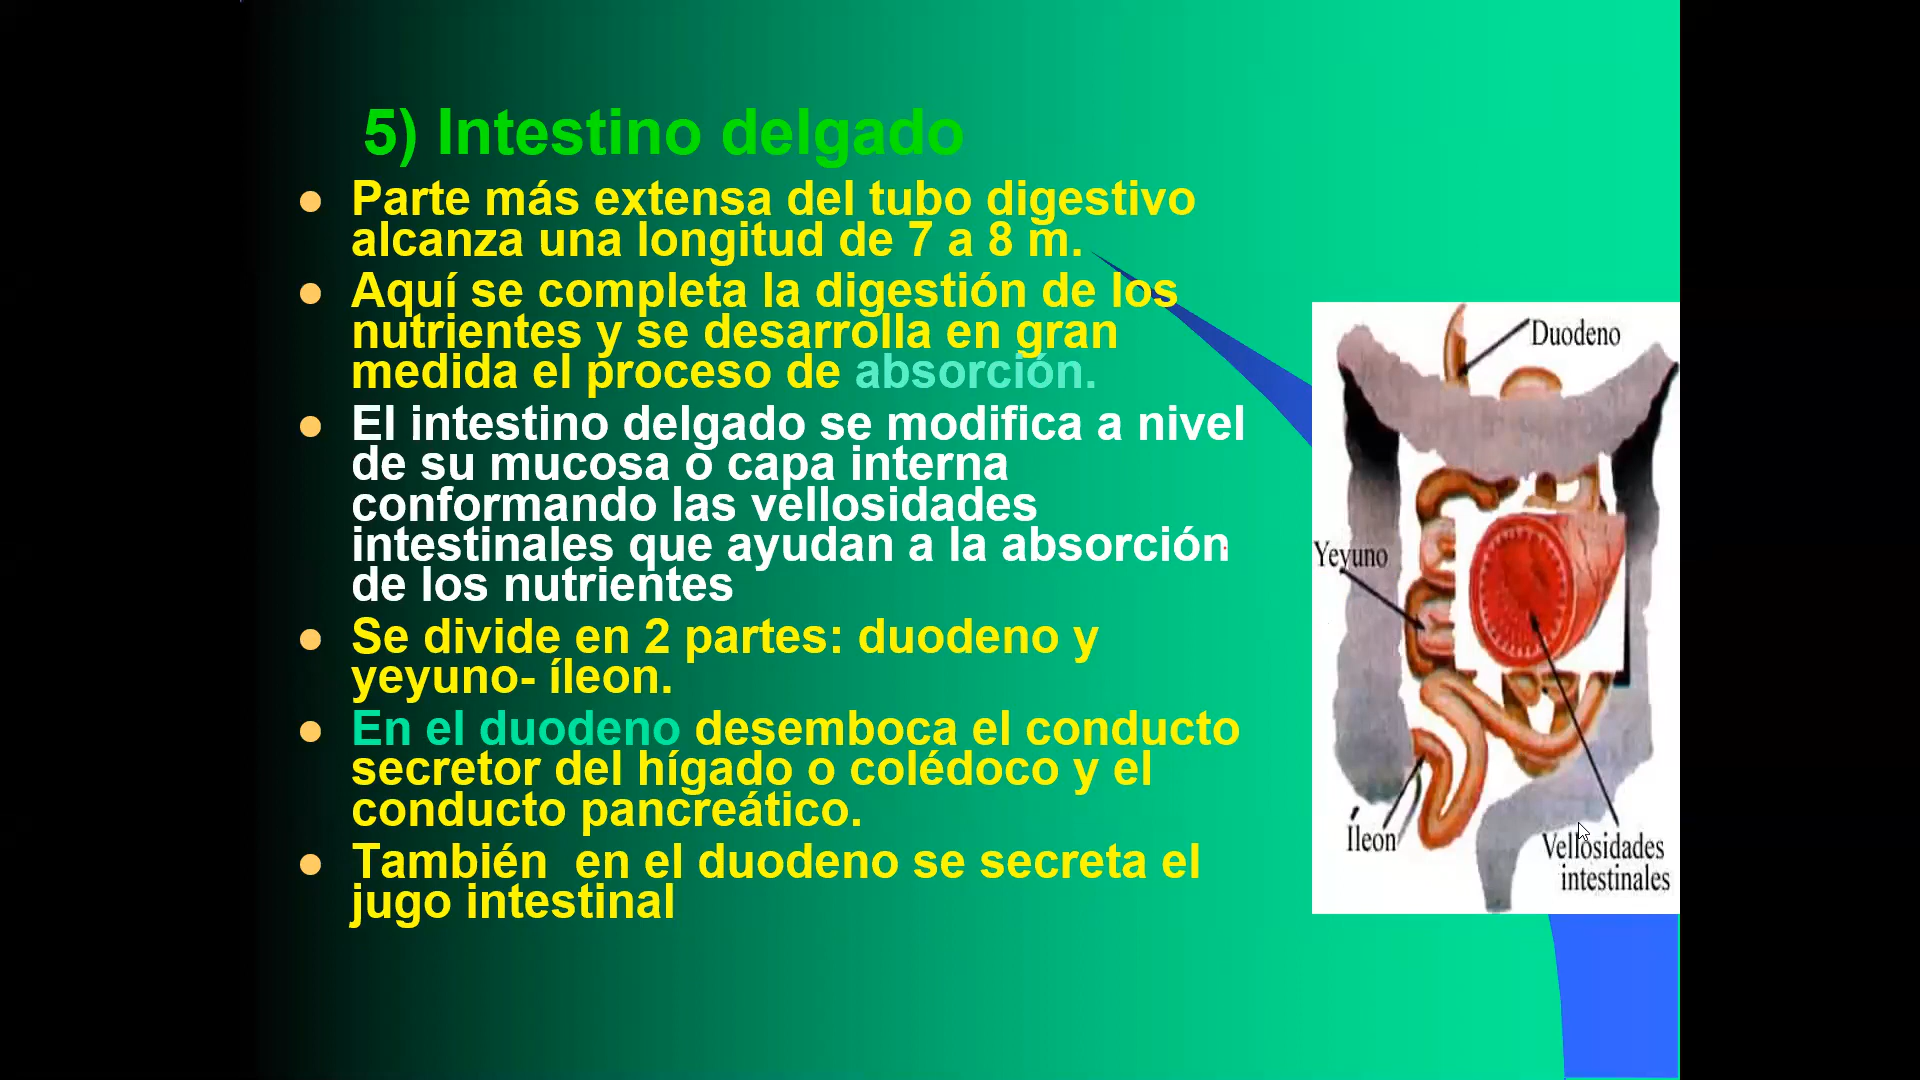 5) Intestino delgado
Parte más extensa del tubo digestivo
alcanza una longitud de 7 a 8 m.
Aquí se completa la digestión de los
nutrientes y se desarrolla en gran
medida el proceso de absorción.
El intestino delgado se modifica a nivel
de su mucosa o capa interna
conformando las vellosidades
intestinales que ayudan a la absorción
de los nutrientes
Se divide en 2 partes: duodeno y
yeyuno- íleon.
En el duodeno desemboca el conducto
secretor del hígado o colédoco y el
conducto pancreático.
También  en el duodeno se secreta el
jugo intestinal
Duodeno
Yeyuno
Íleon
Vellosidades
intestinales